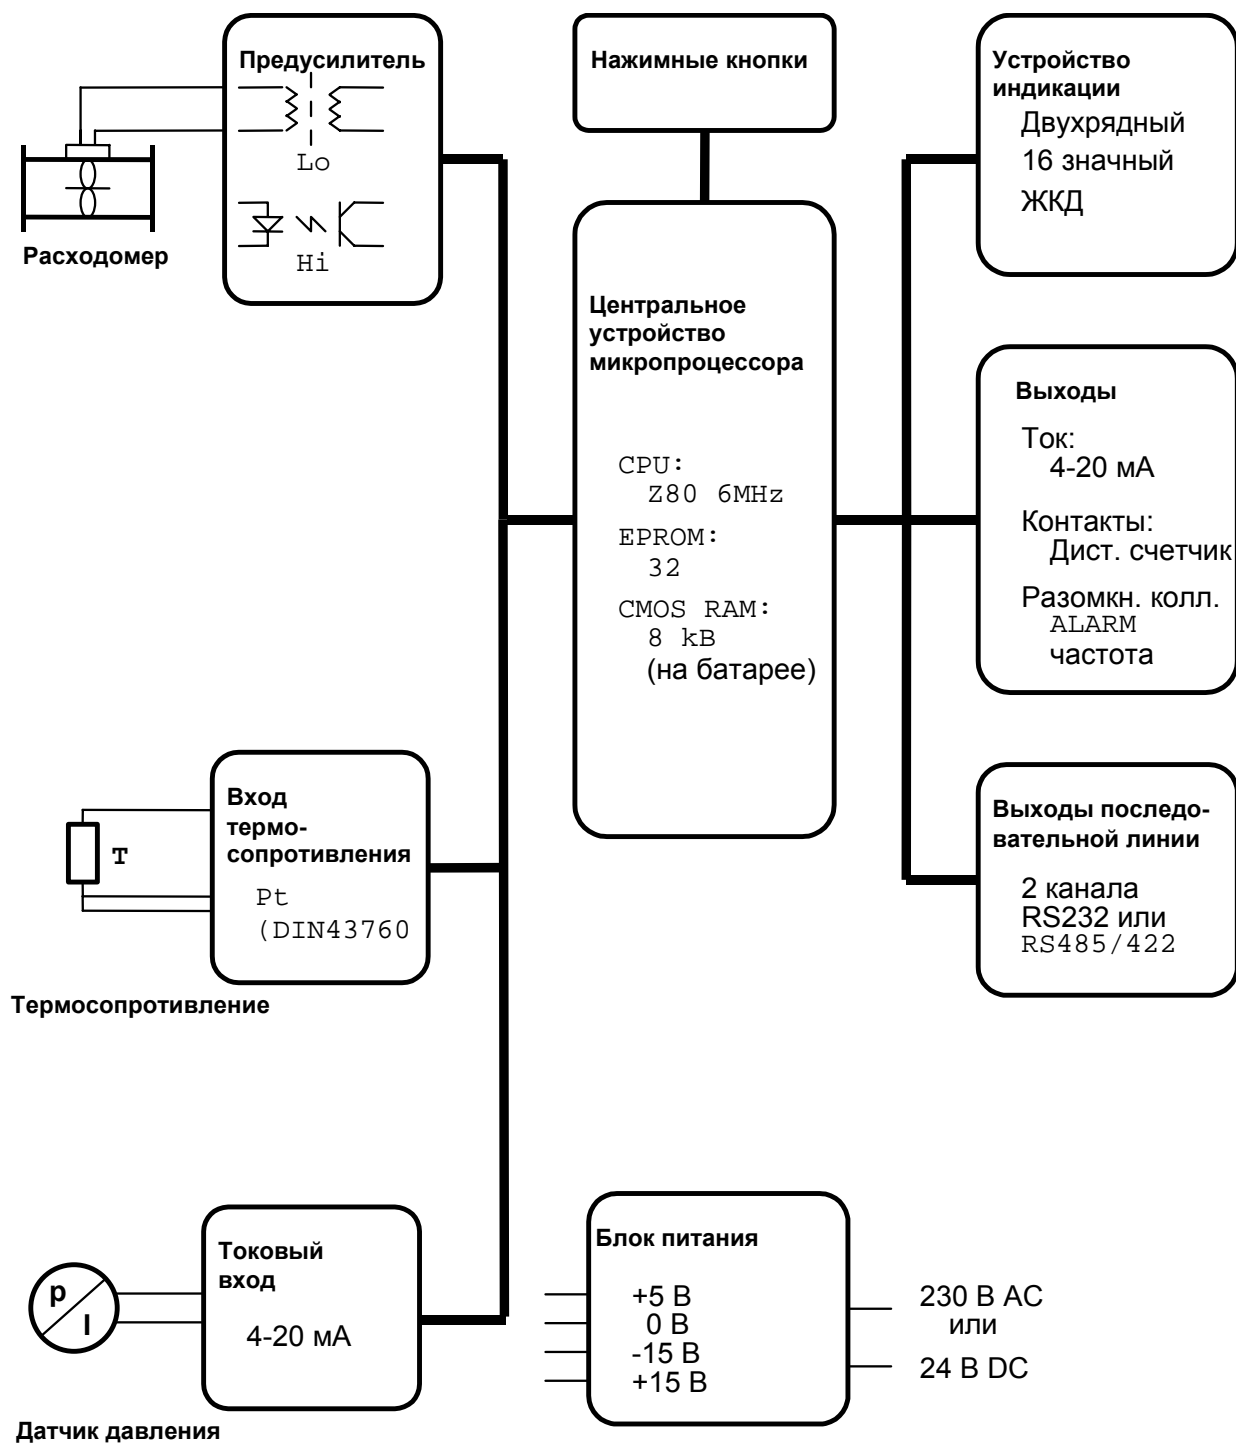 Предусилитель
Lo
Hi
Расходомер
Нажимные кнопки
Центральное
устройство
микропроцессора
CPU:
Z80 6MHz
EPROM:
32
CMOS RAM:
8 kB
(на батарее)
Устройство
индикации
Двухрядный
16 значный
ЖКД
Выходы
Ток:
4-20 мА
Контакты:
Дист. счетчик
Разомкн. колл.
ALARM
частота
Выходы последо-
вательной линии
2 канала
RS232 или
RS485/422
Вход
термо-
сопротивления
Pt
(DIN43760
T
Термосопротивление
Токовый
вход
4-20 мА
p
I
Датчик давления
Блок питания
+5 В
0 В
-15 В
+15 В
230 В AC
или
24 В DC